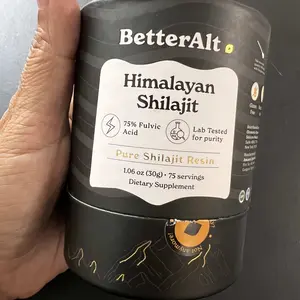 BetterAlt
Himalayan
Shilajit
75% Fulvic
Acid
Lab Tested
for purity
Pure Shilajit Resin
1.06 oz (30g) • 75 servings
Dietary Supplement